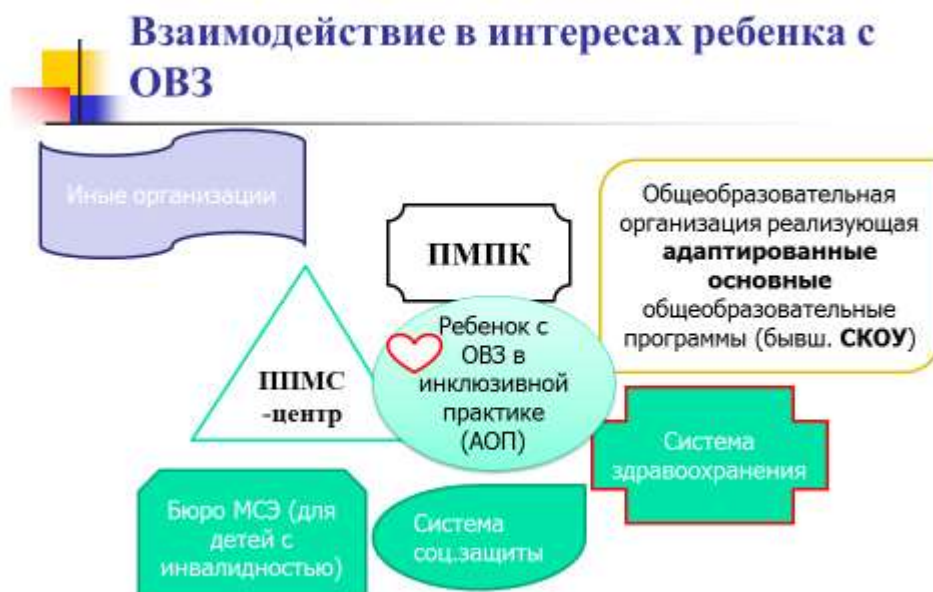 Взаимодействие в интересах ребенка с
ОВЗ
Иные организации
ПМПК
Общеобразовательная
организация реализующая
адаптированные
основные
общеобразовательные
программы (бывш. СКОУ)
ППМС
-центр
Ребенок с
ОВЗ в
инклюзивной
практике
(АОП)
Система
здравоохранения
Бюро МСЭ (для
детей с
инвалидностью)
Система
соц.защиты